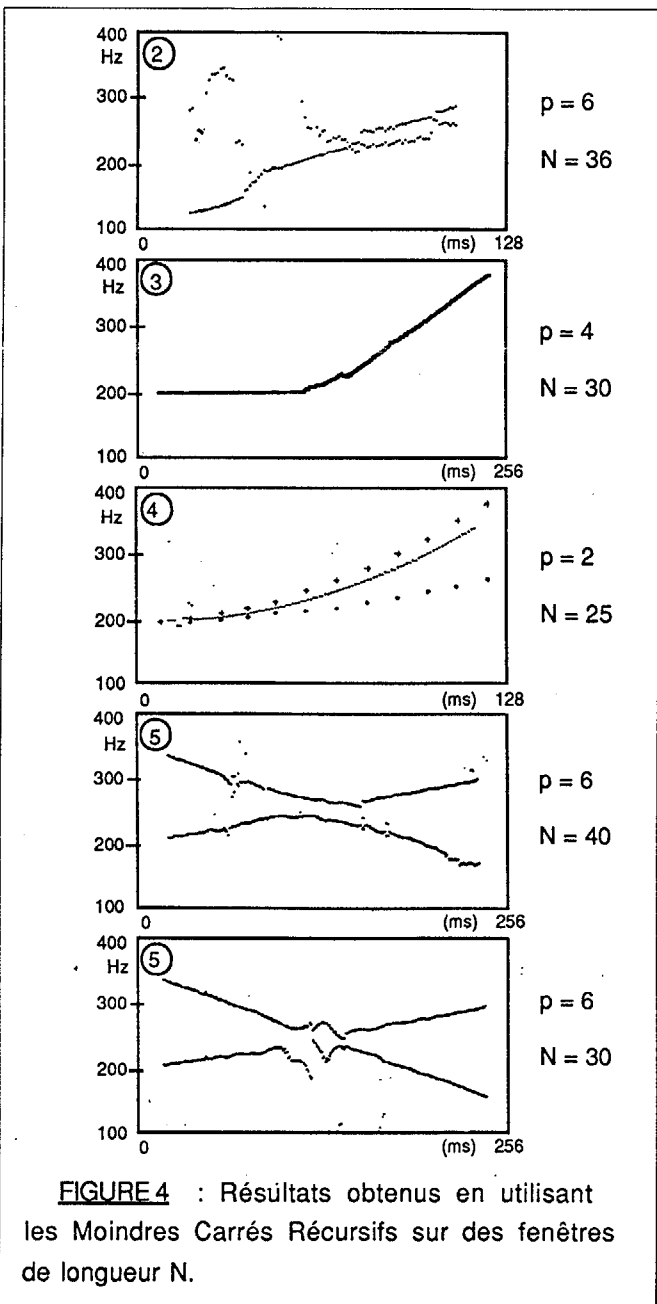 400
Hz
300
200
100
0
(ms) 128
②
p = 6
N = 36
400
Hz
300
200
100
0
(ms) 256
③
p = 4
N = 30
400
Hz
300
200
100
0
(ms) 128
④
p = 2
N = 25
400
Hz
300
200
100
0
(ms) 256
⑤
p = 6
N = 40
400
Hz
300
200
100
0
(ms) 256
⑤
p = 6
N = 30
FIGURE 4 : Résultats obtenus en utilisant
les Moindres Carrés Récursifs sur des fenêtres
de longueur N.